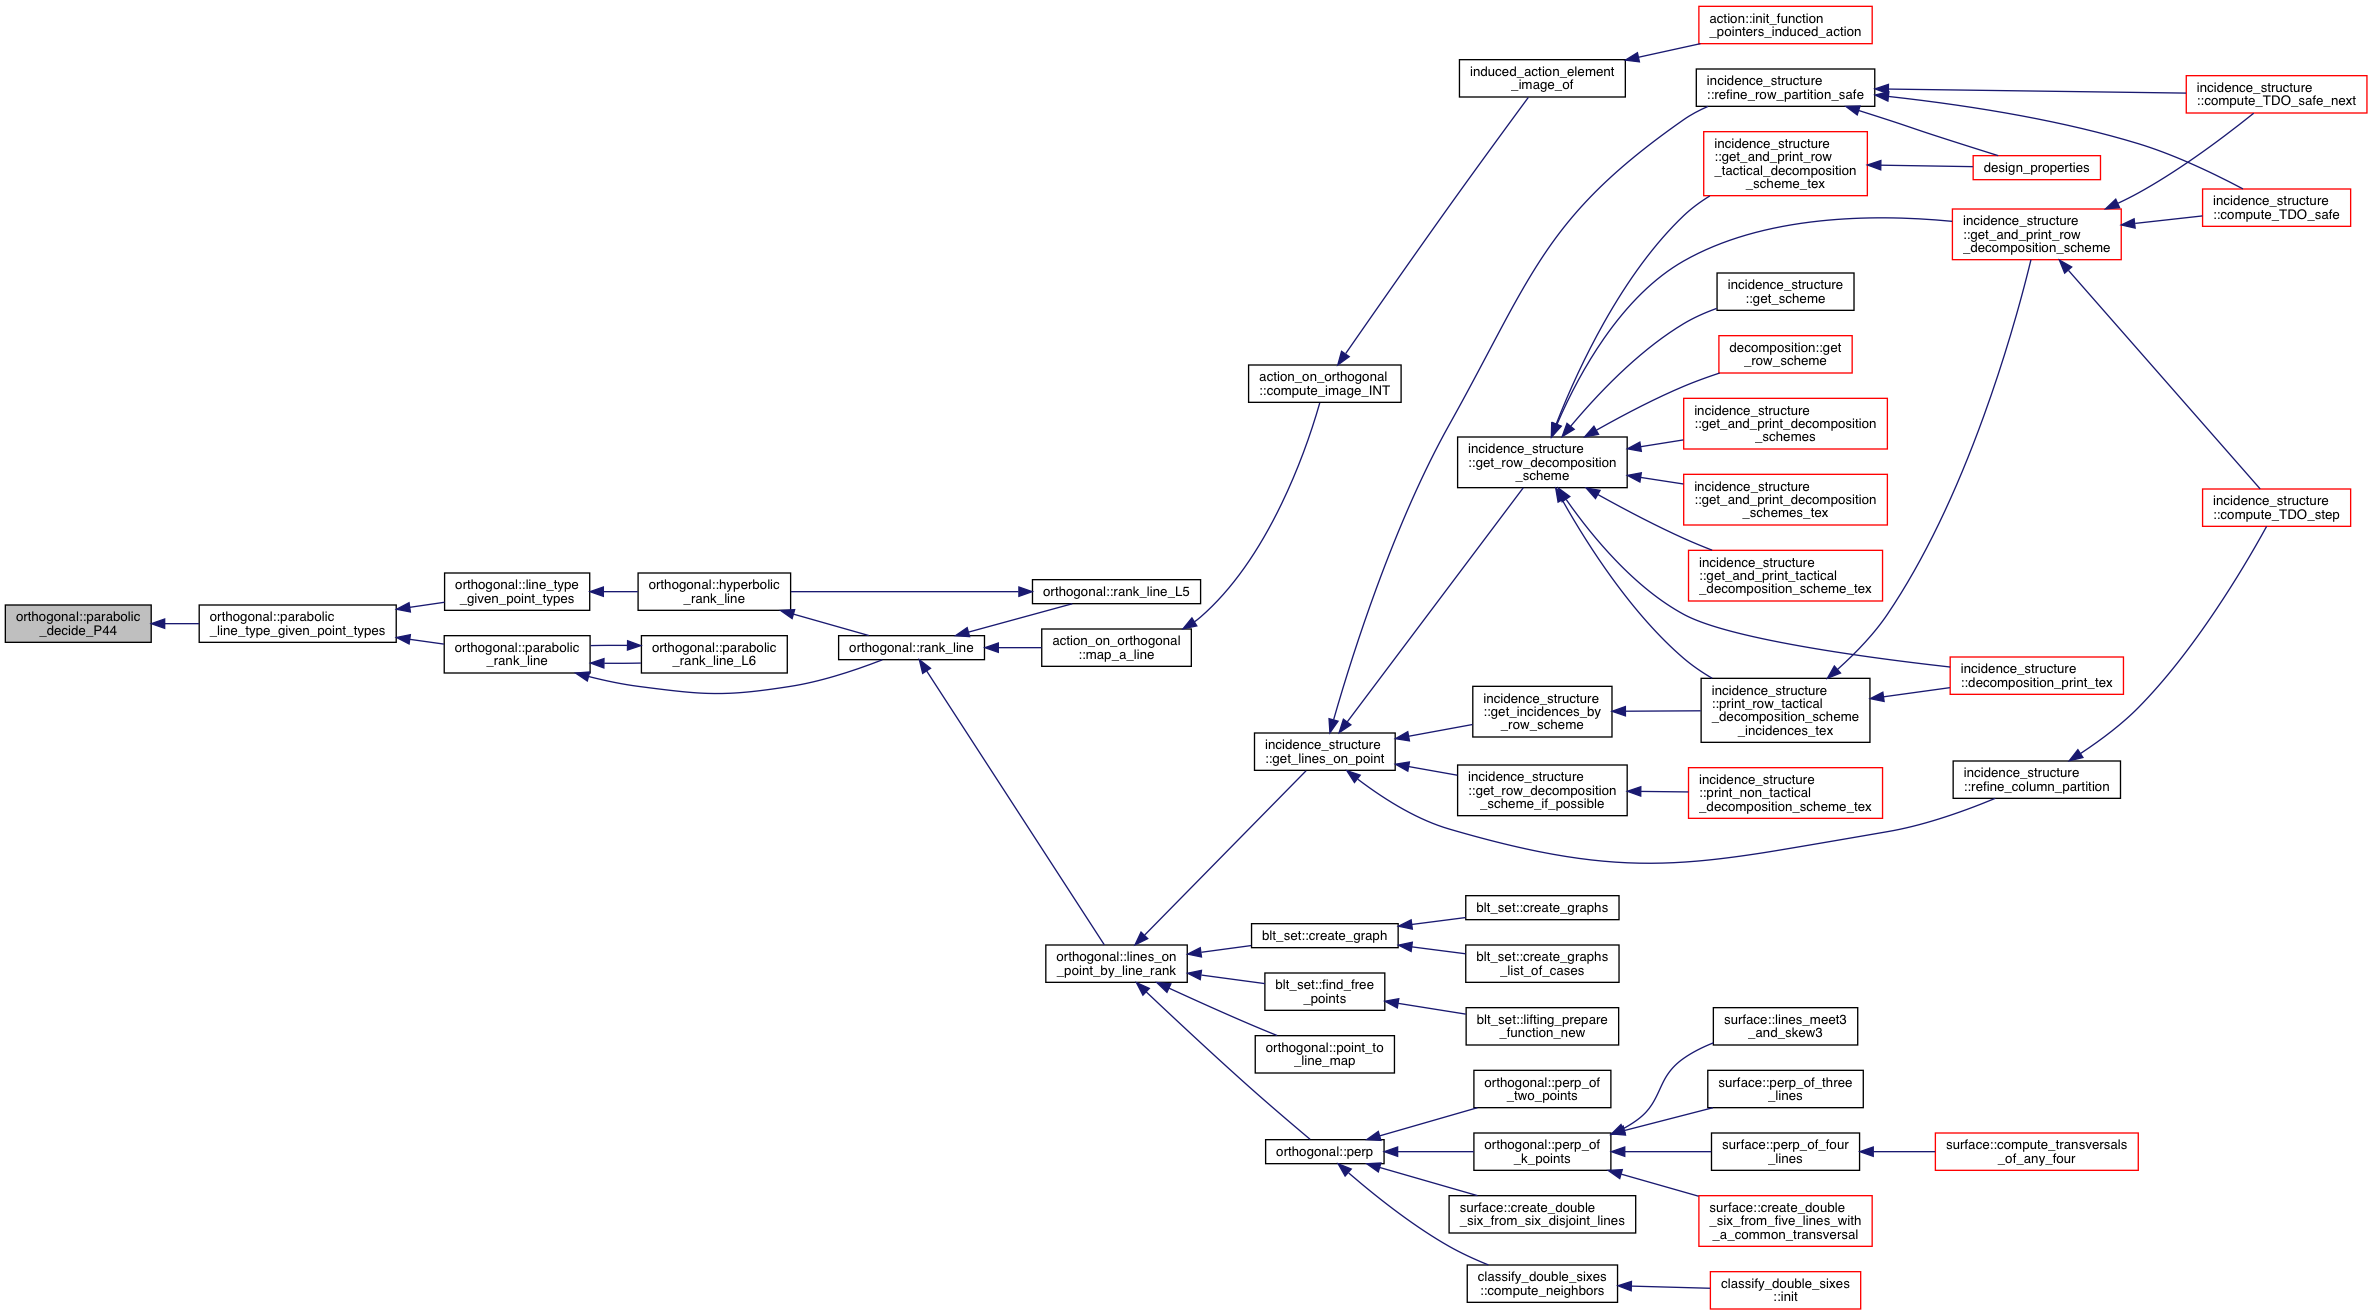 orthogonal::parabolic
_decide_P44
orthogonal::parabolic
_line_type_given_point_types
orthogonal::line_type
_given_point_types
orthogonal::parabolic
_rank_line
orthogonal::hyperbolic
_rank_line
orthogonal::parabolic
_rank_line_L6
orthogonal::rank_line
orthogonal::rank_line_L5
action_on_orthogonal
::map_a_line
orthogonal::lines_on
_point_by_line_rank
action_on_orthogonal
::compute_image_INT
incidence_structure
::get_lines_on_point
blt_set::create_graph
blt_set::find_free
_points
orthogonal::point_to
_line_map
orthogonal::perp
induced_action_element
_image_of
incidence_structure
::get_row_decomposition
_scheme
incidence_structure
::get_incidences_by
_row_scheme
incidence_structure
::get_row_decomposition
_scheme_if_possible
blt_set::create_graphs
blt_set::create_graphs
_list_of_cases
blt_set::lifting_prepare
_function_new
orthogonal::perp_of
_two_points
orthogonal::perp_of
_k_points
surface::create_double
_six_from_six_disjoint_lines
classify_double_sixes
::compute_neighbors
action::init_function
_pointers_induced_action
incidence_structure
::refine_row_partition_safe
incidence_structure
::get_and_print_row
_tactical_decomposition
_scheme_tex
incidence_structure
::get_scheme
decomposition::get
_row_scheme
incidence_structure
::get_and_print_decomposition
_schemes
incidence_structure
::get_and_print_decomposition
_schemes_tex
incidence_structure
::get_and_print_tactical
_decomposition_scheme_tex
incidence_structure
::print_row_tactical
_decomposition_scheme
_incidences_tex
incidence_structure
::print_non_tactical
_decomposition_scheme_tex
surface::lines_meet3
_and_skew3
surface::perp_of_three
_lines
surface::perp_of_four
_lines
surface::create_double
_six_from_five_lines_with
_a_common_transversal
classify_double_sixes
::init
design_properties
incidence_structure
::get_and_print_row
_decomposition_scheme
incidence_structure
::decomposition_print_tex
incidence_structure
::refine_column_partition
surface::compute_transversals
_of_any_four
incidence_structure
::compute_TDO_safe_next
incidence_structure
::compute_TDO_safe
incidence_structure
::compute_TDO_step